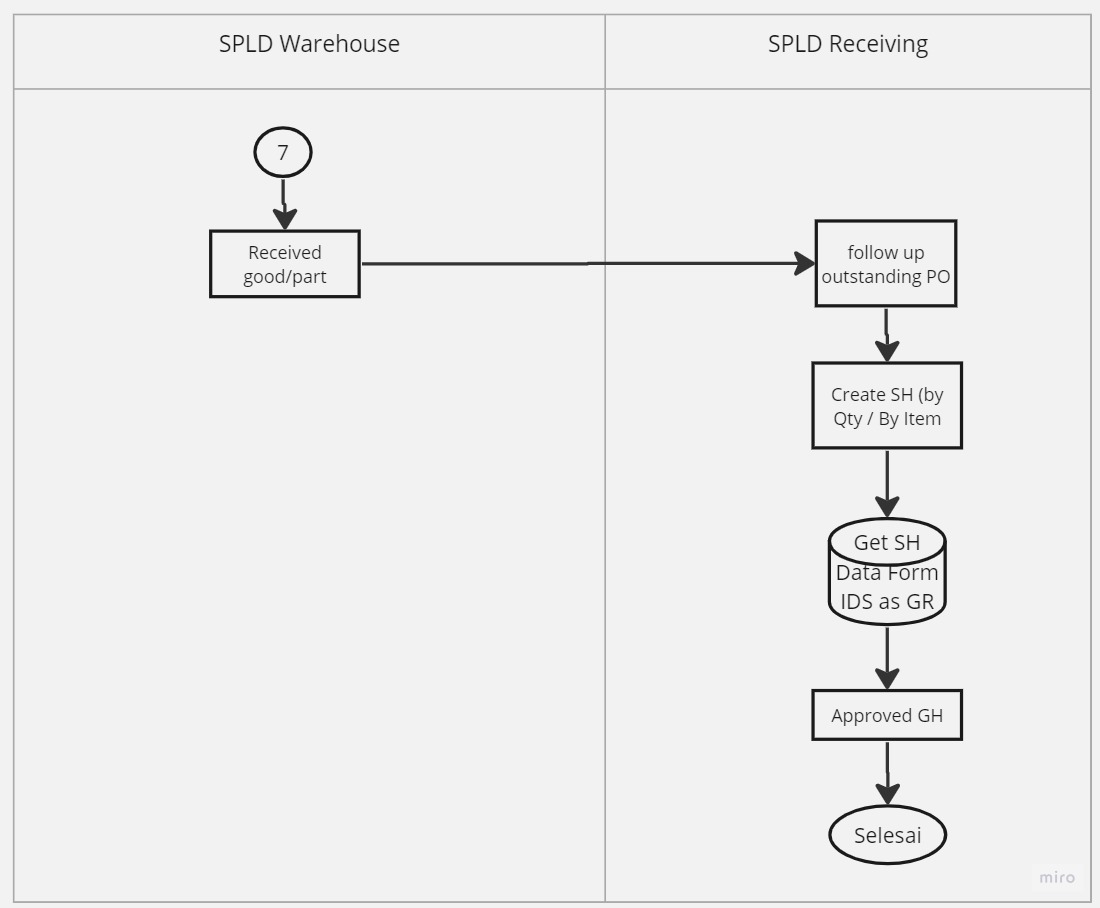 SPLD Warehouse
SPLD Receiving
7
Received
good/part
follow up
outstanding PO
Create SH (by
Qty / By Item
Get SH
Data Form
IDS as GR
Approved GH
Selesai
miro